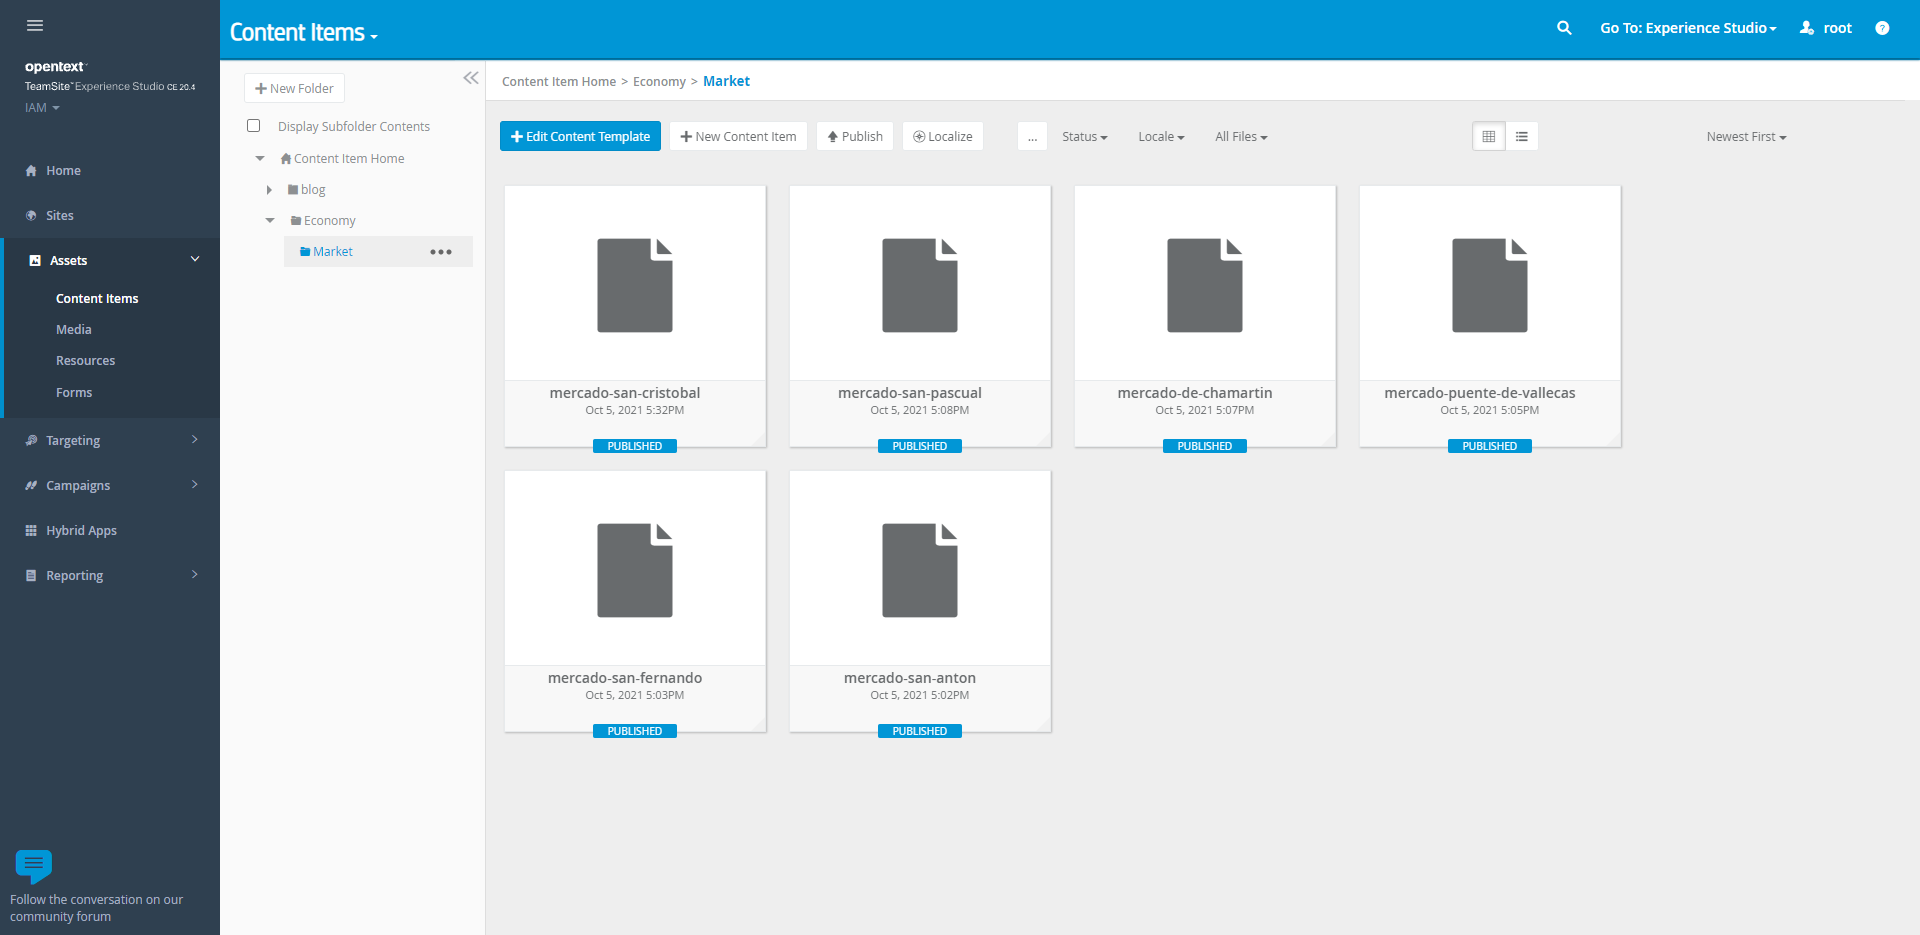 Content Items
Go To: Experience Studio
root
?
opentext™
TeamSite™ Experience Studio CE 20.4
IAM
Home
Sites
Assets
Content Items
Media
Resources
Forms
Targeting
Campaigns
Hybrid Apps
Reporting
Follow the conversation on our
community forum
New Folder
Display Subfolder Contents
Content Item Home
blog
Economy
Market
Content Item Home > Economy > Market
Edit Content Template
New Content Item
Publish
Localize
...
Status
Locale
All Files
Newest First
mercado-san-cristobal
Oct 5, 2021 5:32PM
PUBLISHED
mercado-san-pascual
Oct 5, 2021 5:08PM
PUBLISHED
mercado-de-chamartin
Oct 5, 2021 5:07PM
PUBLISHED
mercado-puente-de-vallecas
Oct 5, 2021 5:05PM
PUBLISHED
mercado-san-fernando
Oct 5, 2021 5:03PM
PUBLISHED
mercado-san-anton
Oct 5, 2021 5:02PM
PUBLISHED